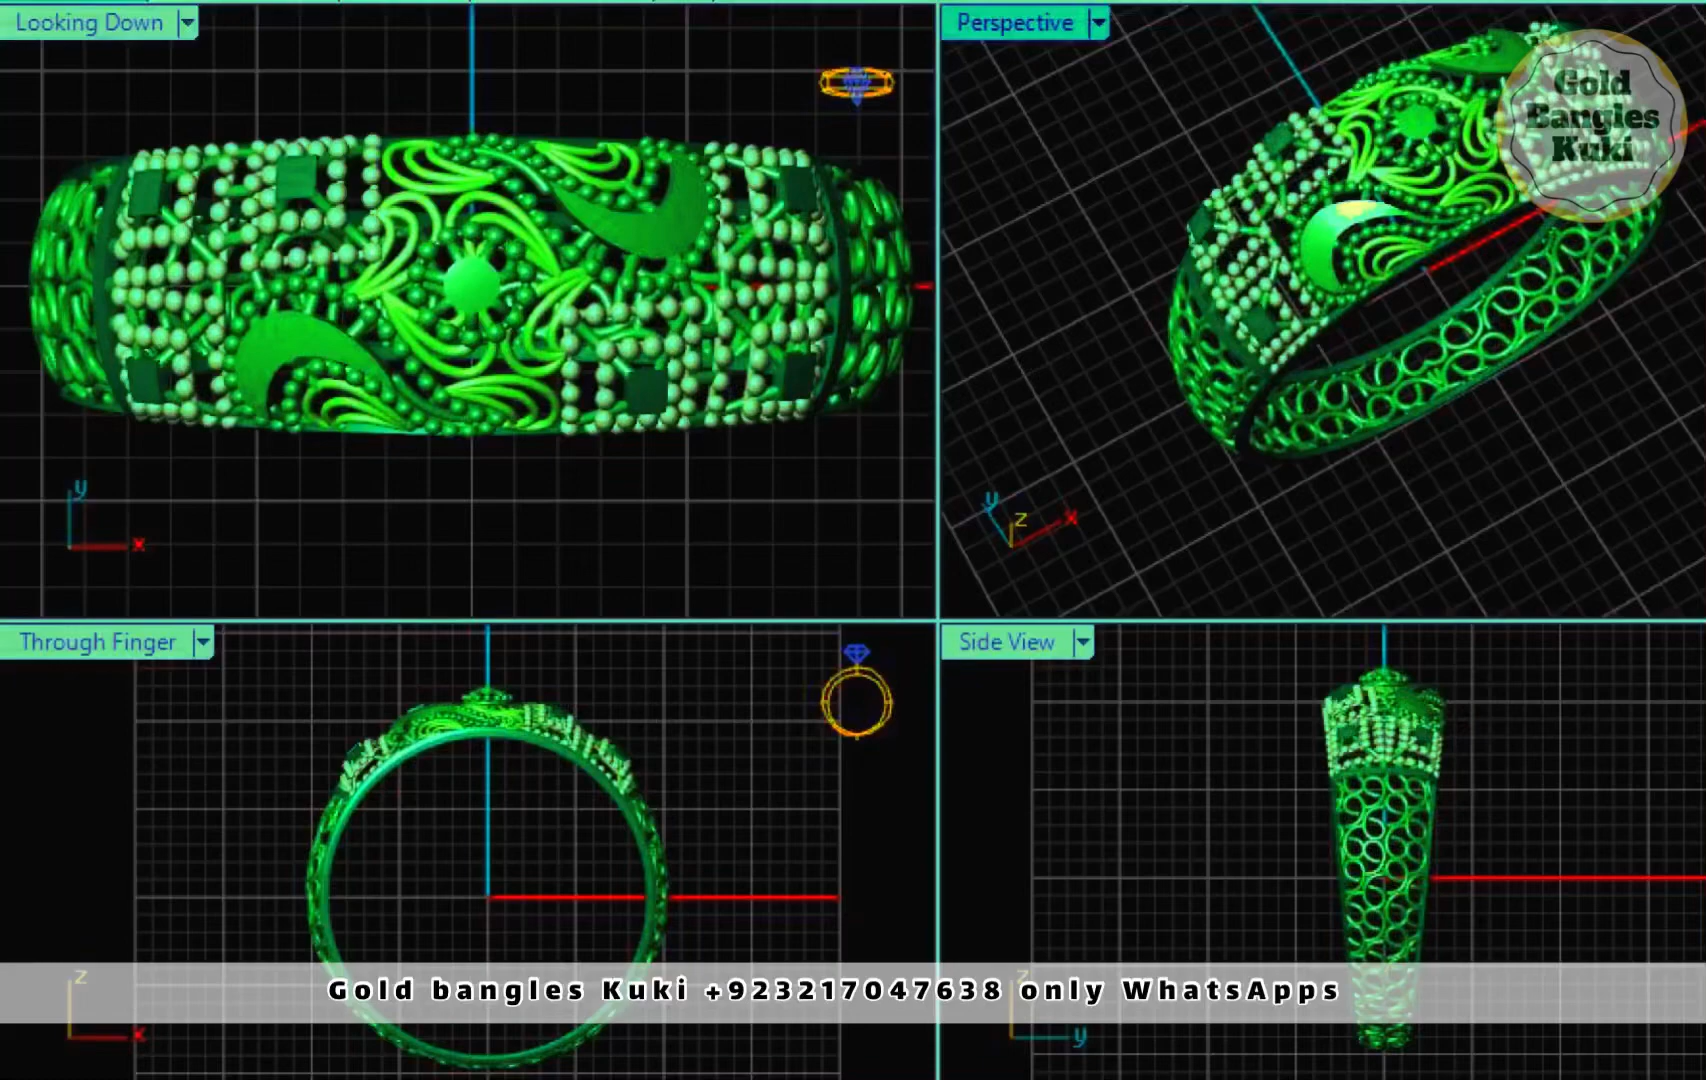 Looking Down
Perspective
Gold
Bangles
Kuki
y
x
y
z
x
Through Finger
Side View
z
x
z
y
Gold bangles Kuki +923217047638 only WhatsApps